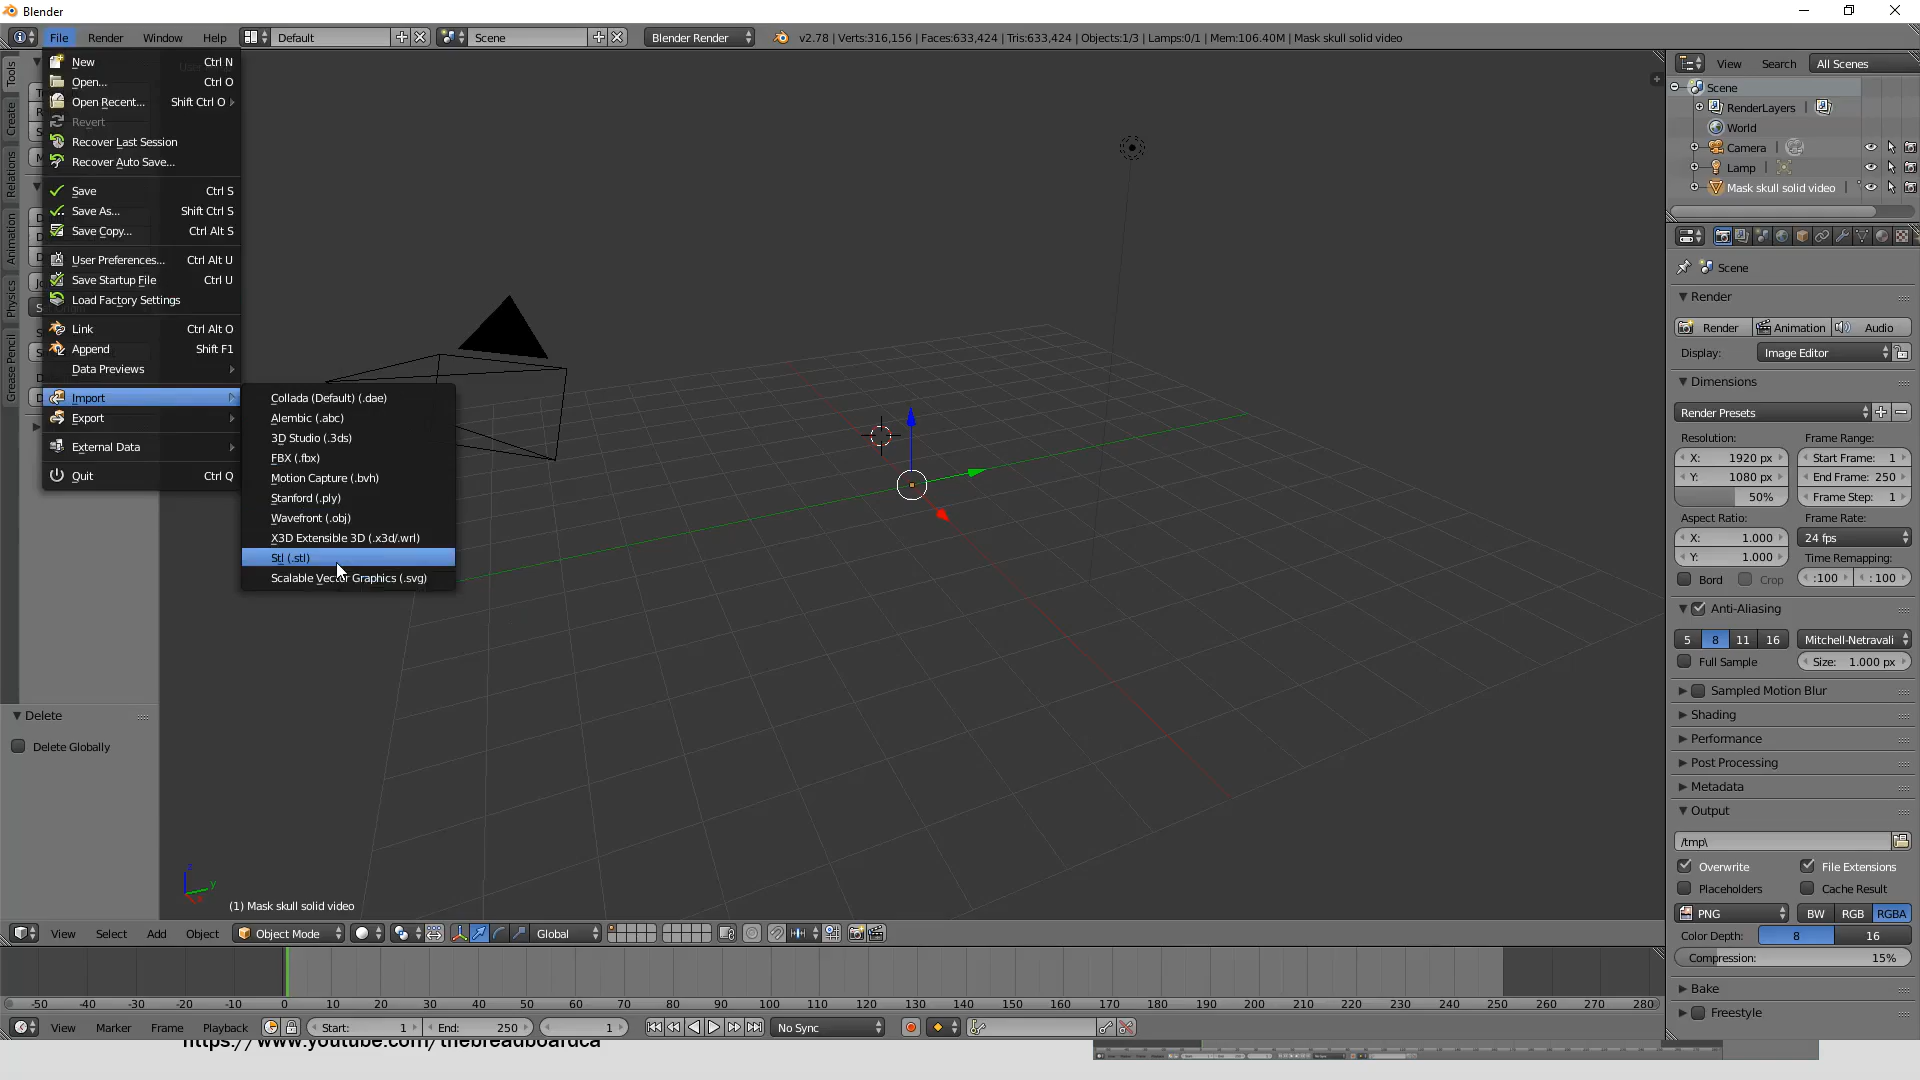 Blender
File Render Window Help Default Scene Blender Render v2.78 | Verts:316,156 | Faces:633,424 | Tris:633,424 | Objects:1/3 | Lamps:0/1 | Mem:106.40M | Mask skull solid video
New Ctrl N
Open... Ctrl O
Open Recent... Shift Ctrl O
Revert
Recover Last Session
Recover Auto Save...
Save Ctrl S
Save As... Shift Ctrl S
Save Copy... Ctrl Alt S
User Preferences... Ctrl Alt U
Save Startup File Ctrl U
Load Factory Settings
Link Ctrl Alt O
Append Shift F1
Data Previews
Import
Export
External Data
Quit Ctrl Q
Collada (Default) (.dae)
Alembic (.abc)
3D Studio (.3ds)
FBX (.fbx)
Motion Capture (.bvh)
Stanford (.ply)
Wavefront (.obj)
X3D Extensible 3D (.x3d/.wrl)
Stl (.stl)
Scalable Vector Graphics (.svg)
Tools
Create
Relations
Animation
Physics
Grease Pencil
Delete
Delete Globally
z
y
(1) Mask skull solid video
View Select Add Object Object Mode Global
-50 -40 -30 -20 -10 0 10 20 30 40 50 60 70 80 90 100 110 120 130 140 150 160 170 180 190 200 210 220 230 240 250 260 270 280
View Marker Frame Playback Start: 1 End: 250 1 No Sync
https://www.youtube.com/thebreadboardca
View Search All Scenes
Scene
RenderLayers
World
Camera
Lamp
Mask skull solid video
Scene
Render
Render Animation Audio
Display: Image Editor
Dimensions
Render Presets
Resolution: Frame Range:
X: 1920 px Start Frame: 1
Y: 1080 px End Frame: 250
50% Frame Step: 1
Aspect Ratio: Frame Rate:
X: 1.000 24 fps
Y: 1.000 Time Remapping:
Bord Crop :100 : 100
Anti-Aliasing
5 8 11 16 Mitchell-Netravali
Full Sample Size: 1.000 px
Sampled Motion Blur
Shading
Performance
Post Processing
Metadata
Output
/tmp\
Overwrite File Extensions
Placeholders Cache Result
PNG BW RGB RGBA
Color Depth: 8 16
Compression: 15%
Bake
Freestyle